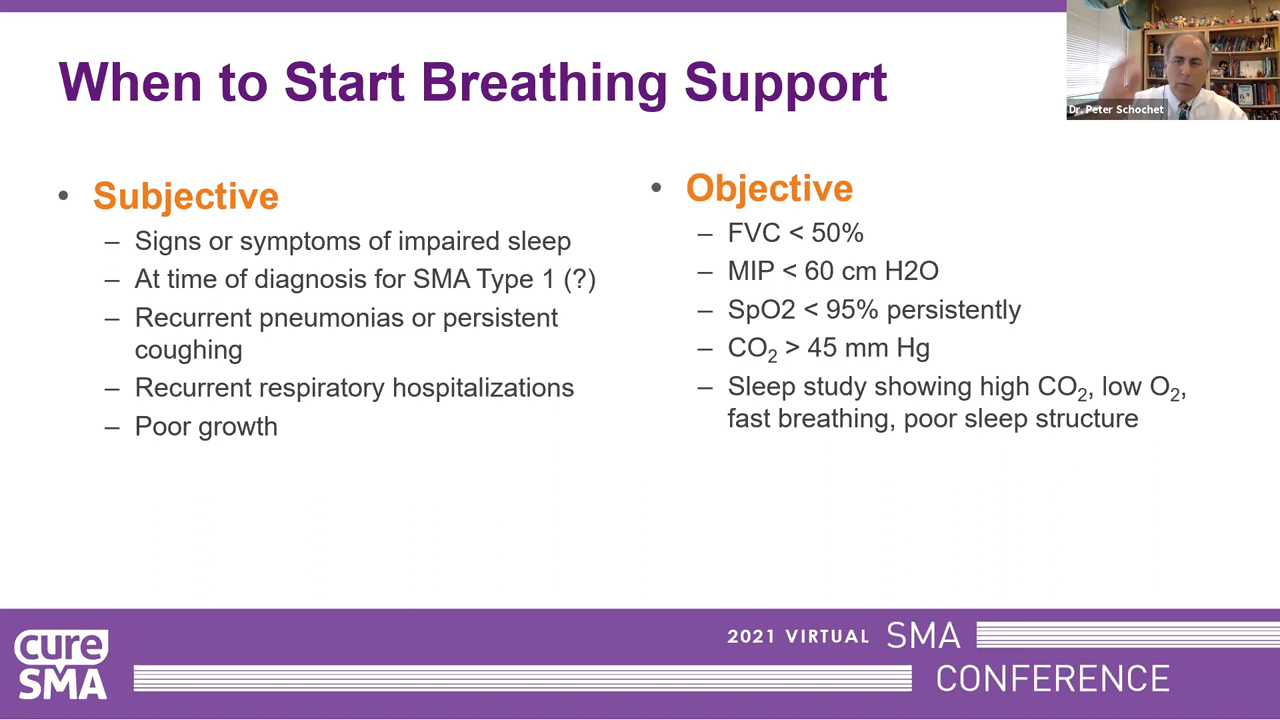 When to Start Breathing Support
Dr. Peter Schochet
• Subjective
– Signs or symptoms of impaired sleep
– At time of diagnosis for SMA Type 1 (?)
– Recurrent pneumonias or persistent
coughing
– Recurrent respiratory hospitalizations
– Poor growth
• Objective
– FVC < 50%
– MIP < 60 cm H2O
– SpO2 < 95% persistently
– CO₂ > 45 mm Hg
– Sleep study showing high CO₂, low O₂,
fast breathing, poor sleep structure
cure
SMA
2021 VIRTUAL SMA
CONFERENCE